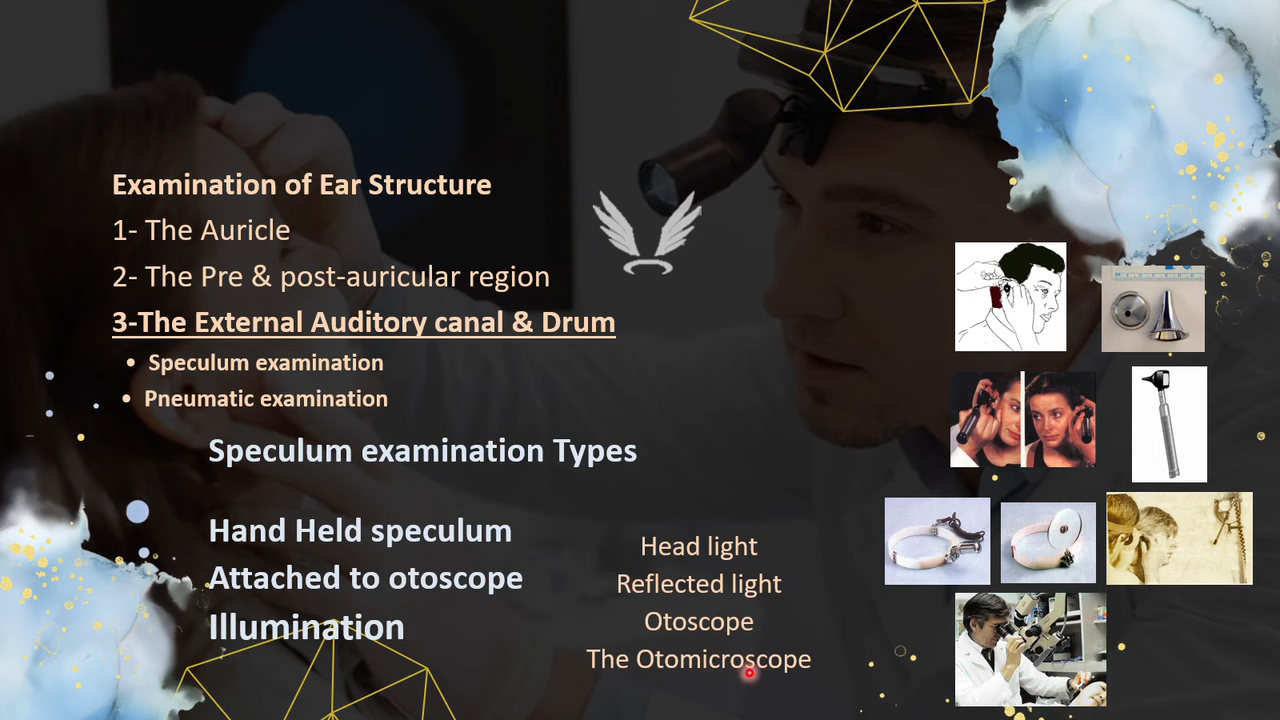 Examination of Ear Structure
1- The Auricle
2- The Pre & post-auricular region
3-The External Auditory canal & Drum
• Speculum examination
• Pneumatic examination
Speculum examination Types
Hand Held speculum
Attached to otoscope
Illumination
Head light
Reflected light
Otoscope
The Otomicroscope